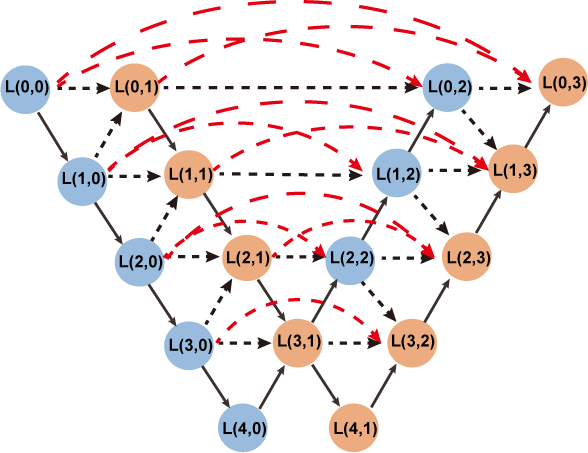 L(0,0) L(0,1) L(0,2) L(0,3)
L(1,0) L(1,1) L(1,2) L(1,3)
L(2,0) L(2,1) L(2,2) L(2,3)
L(3,0) L(3,1) L(3,2)
L(4,0) L(4,1)